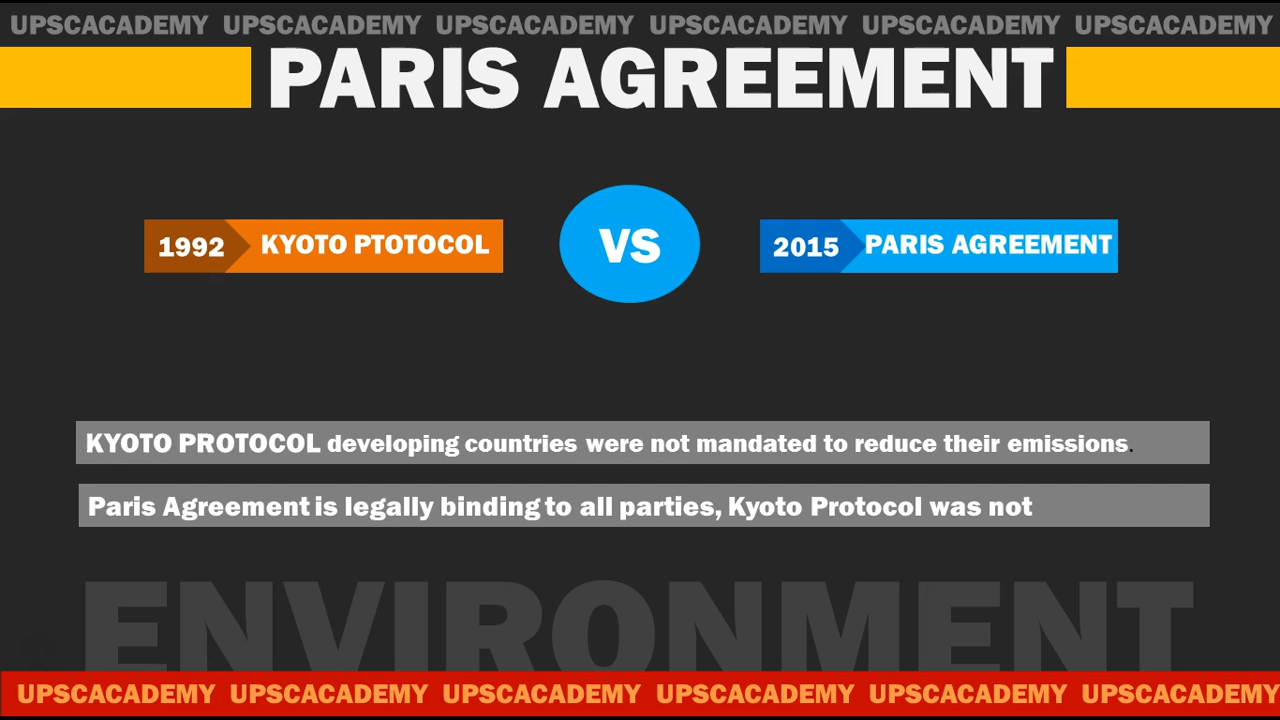 UPSCACADEMY UPSCACADEMY UPSCACADEMY UPSCACADEMY UPSCACADEMY UPSCACADEMY
PARIS AGREEMENT
1992 KYOTO PTOTOCOL VS 2015 PARIS AGREEMENT
KYOTO PROTOCOL developing countries were not mandated to reduce their emissions.
Paris Agreement is legally binding to all parties, Kyoto Protocol was not
ENVIRONMENT
UPSCACADEMY UPSCACADEMY UPSCACADEMY UPSCACADEMY UPSCACADEMY UPSCACADEMY